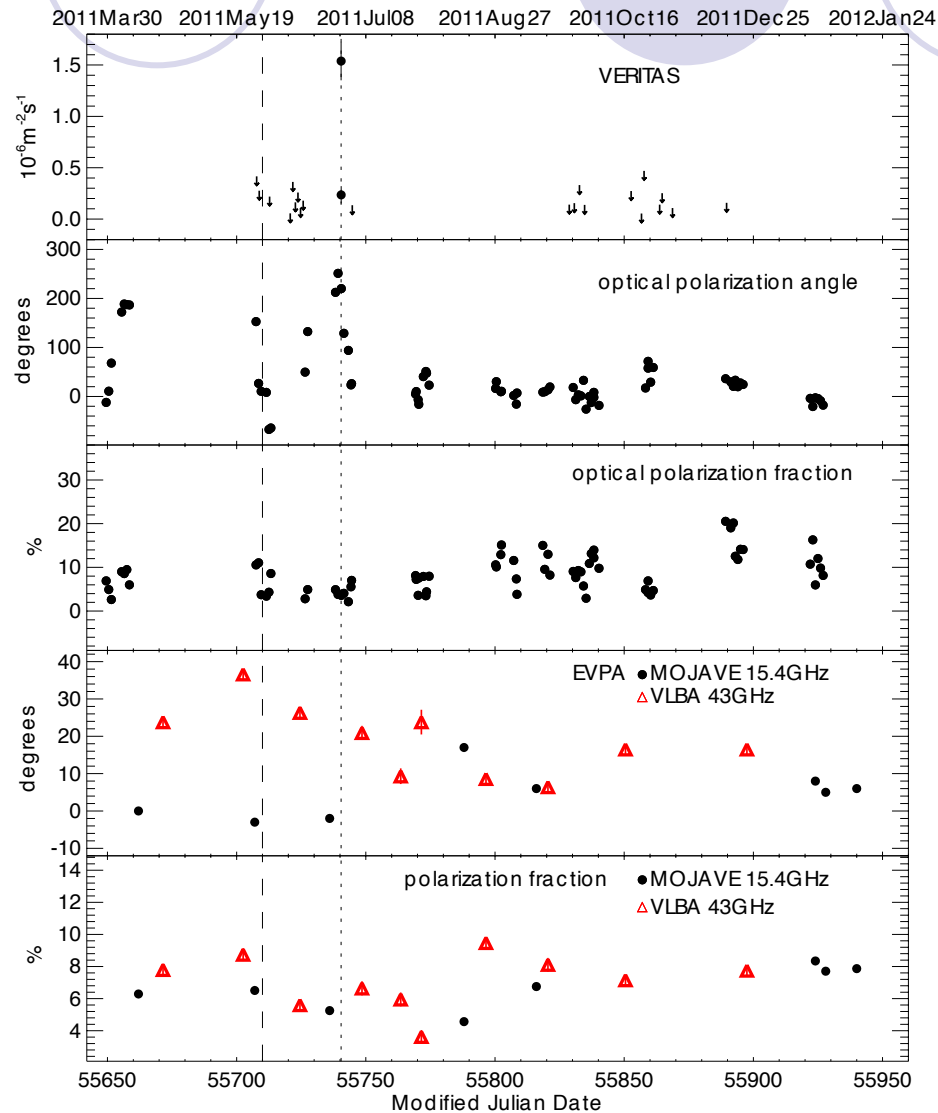 2011Mar30 2011May19 2011Jul08 2011Aug27 2011Oct16 2011Dec25 2012Jan24
VERITAS
10⁻⁶m⁻²s⁻¹
1.5
1.0
0.5
0.0
optical polarization angle
degrees
300
200
100
0
optical polarization fraction
%
30
20
10
0
EVPA MOJAVE 15.4GHz
VLBA 43GHz
degrees
40
30
20
10
0
-10
polarization fraction MOJAVE 15.4GHz
VLBA 43GHz
%
14
12
10
8
6
4
55650 55700 55750 55800 55850 55900 55950
Modified Julian Date